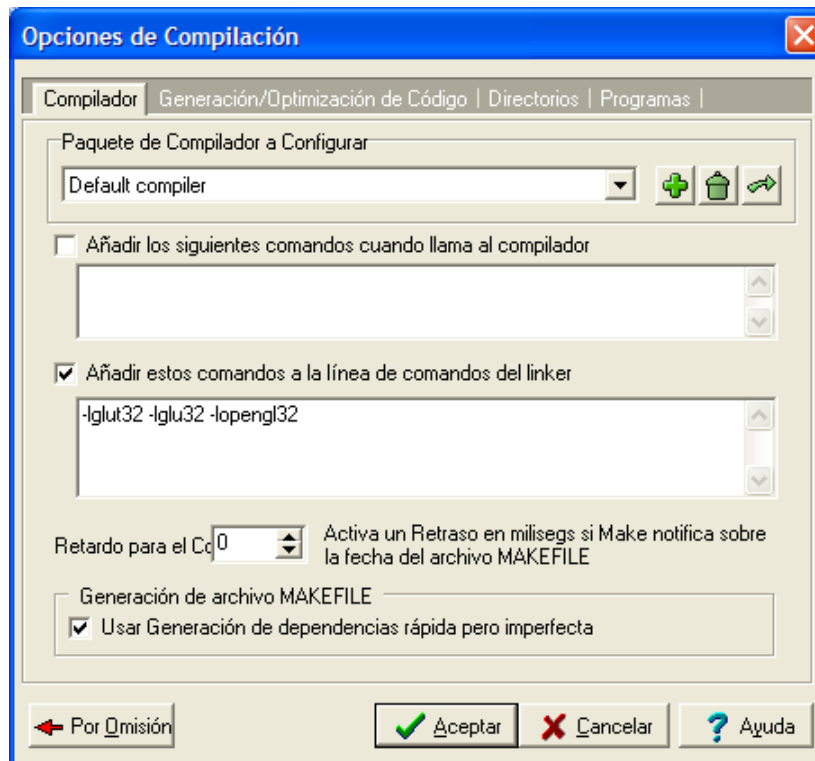 Opciones de Compilación
Compilador | Generación/Optimización de Código | Directorios | Programas |
Paquete de Compilador a Configurar
Default compiler
Añadir los siguientes comandos cuando llama al compilador
Añadir estos comandos a la línea de comandos del linker
-lglut32 -lglu32 -lopengl32
Retardo para el Cc 0 Activa un Retraso en milisegs si Make notifica sobre
la fecha del archivo MAKEFILE
Generación de archivo MAKEFILE
Usar Generación de dependencias rápida pero imperfecta
Por Omisión Aceptar Cancelar Ayuda